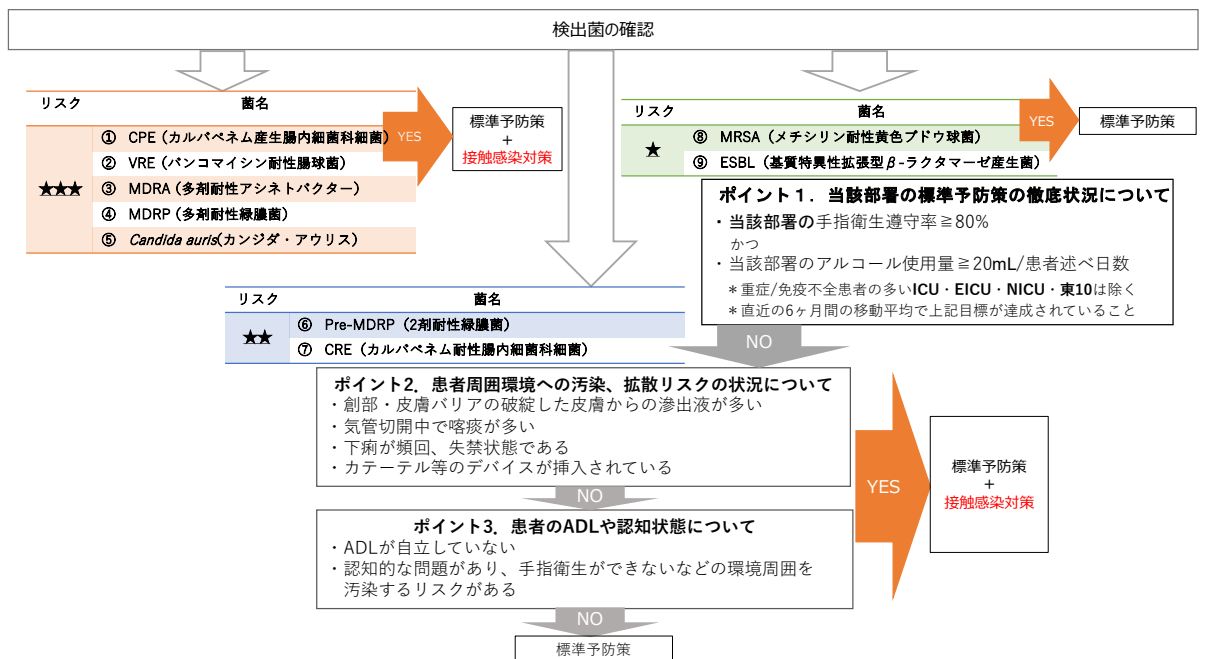 検出菌の確認
リスク 菌名
★★★
① CPE（カルバペネム産生腸内細菌科細菌）
② VRE（バンコマイシン耐性腸球菌）
③ MDRA（多剤耐性アシネトバクター）
④ MDRP（多剤耐性緑膿菌）
⑤ Candida auris(カンジダ・アウリス）
YES
標準予防策
+
接触感染対策
リスク 菌名
★
⑧ MRSA（メチシリン耐性黄色ブドウ球菌）
⑨ ESBL（基質特異性拡張型β-ラクタマーゼ産生菌）
YES
標準予防策
ポイント１．当該部署の標準予防策の徹底状況について
・当該部署の手指衛生遵守率≧80%
かつ
・当該部署のアルコール使用量≧20mL/患者述べ日数
＊重症/免疫不全患者の多いICU・EICU・NICU・東10は除く
＊直近の6ヶ月間の移動平均で上記目標が達成されていること
リスク 菌名
★★
⑥ Pre-MDRP（2剤耐性緑膿菌）
⑦ CRE（カルバペネム耐性腸内細菌科細菌）
NO
ポイント2．患者周囲環境への汚染、拡散リスクの状況について
・創部・皮膚バリアの破綻した皮膚からの滲出液が多い
・気管切開中で喀痰が多い
・下痢が頻回、失禁状態である
・カテーテル等のデバイスが挿入されている
NO
ポイント3．患者のADLや認知状態について
・ADLが自立していない
・認知的な問題があり、手指衛生ができないなどの環境周囲を
汚染するリスクがある
YES
標準予防策
+
接触感染対策
NO
標準予防策